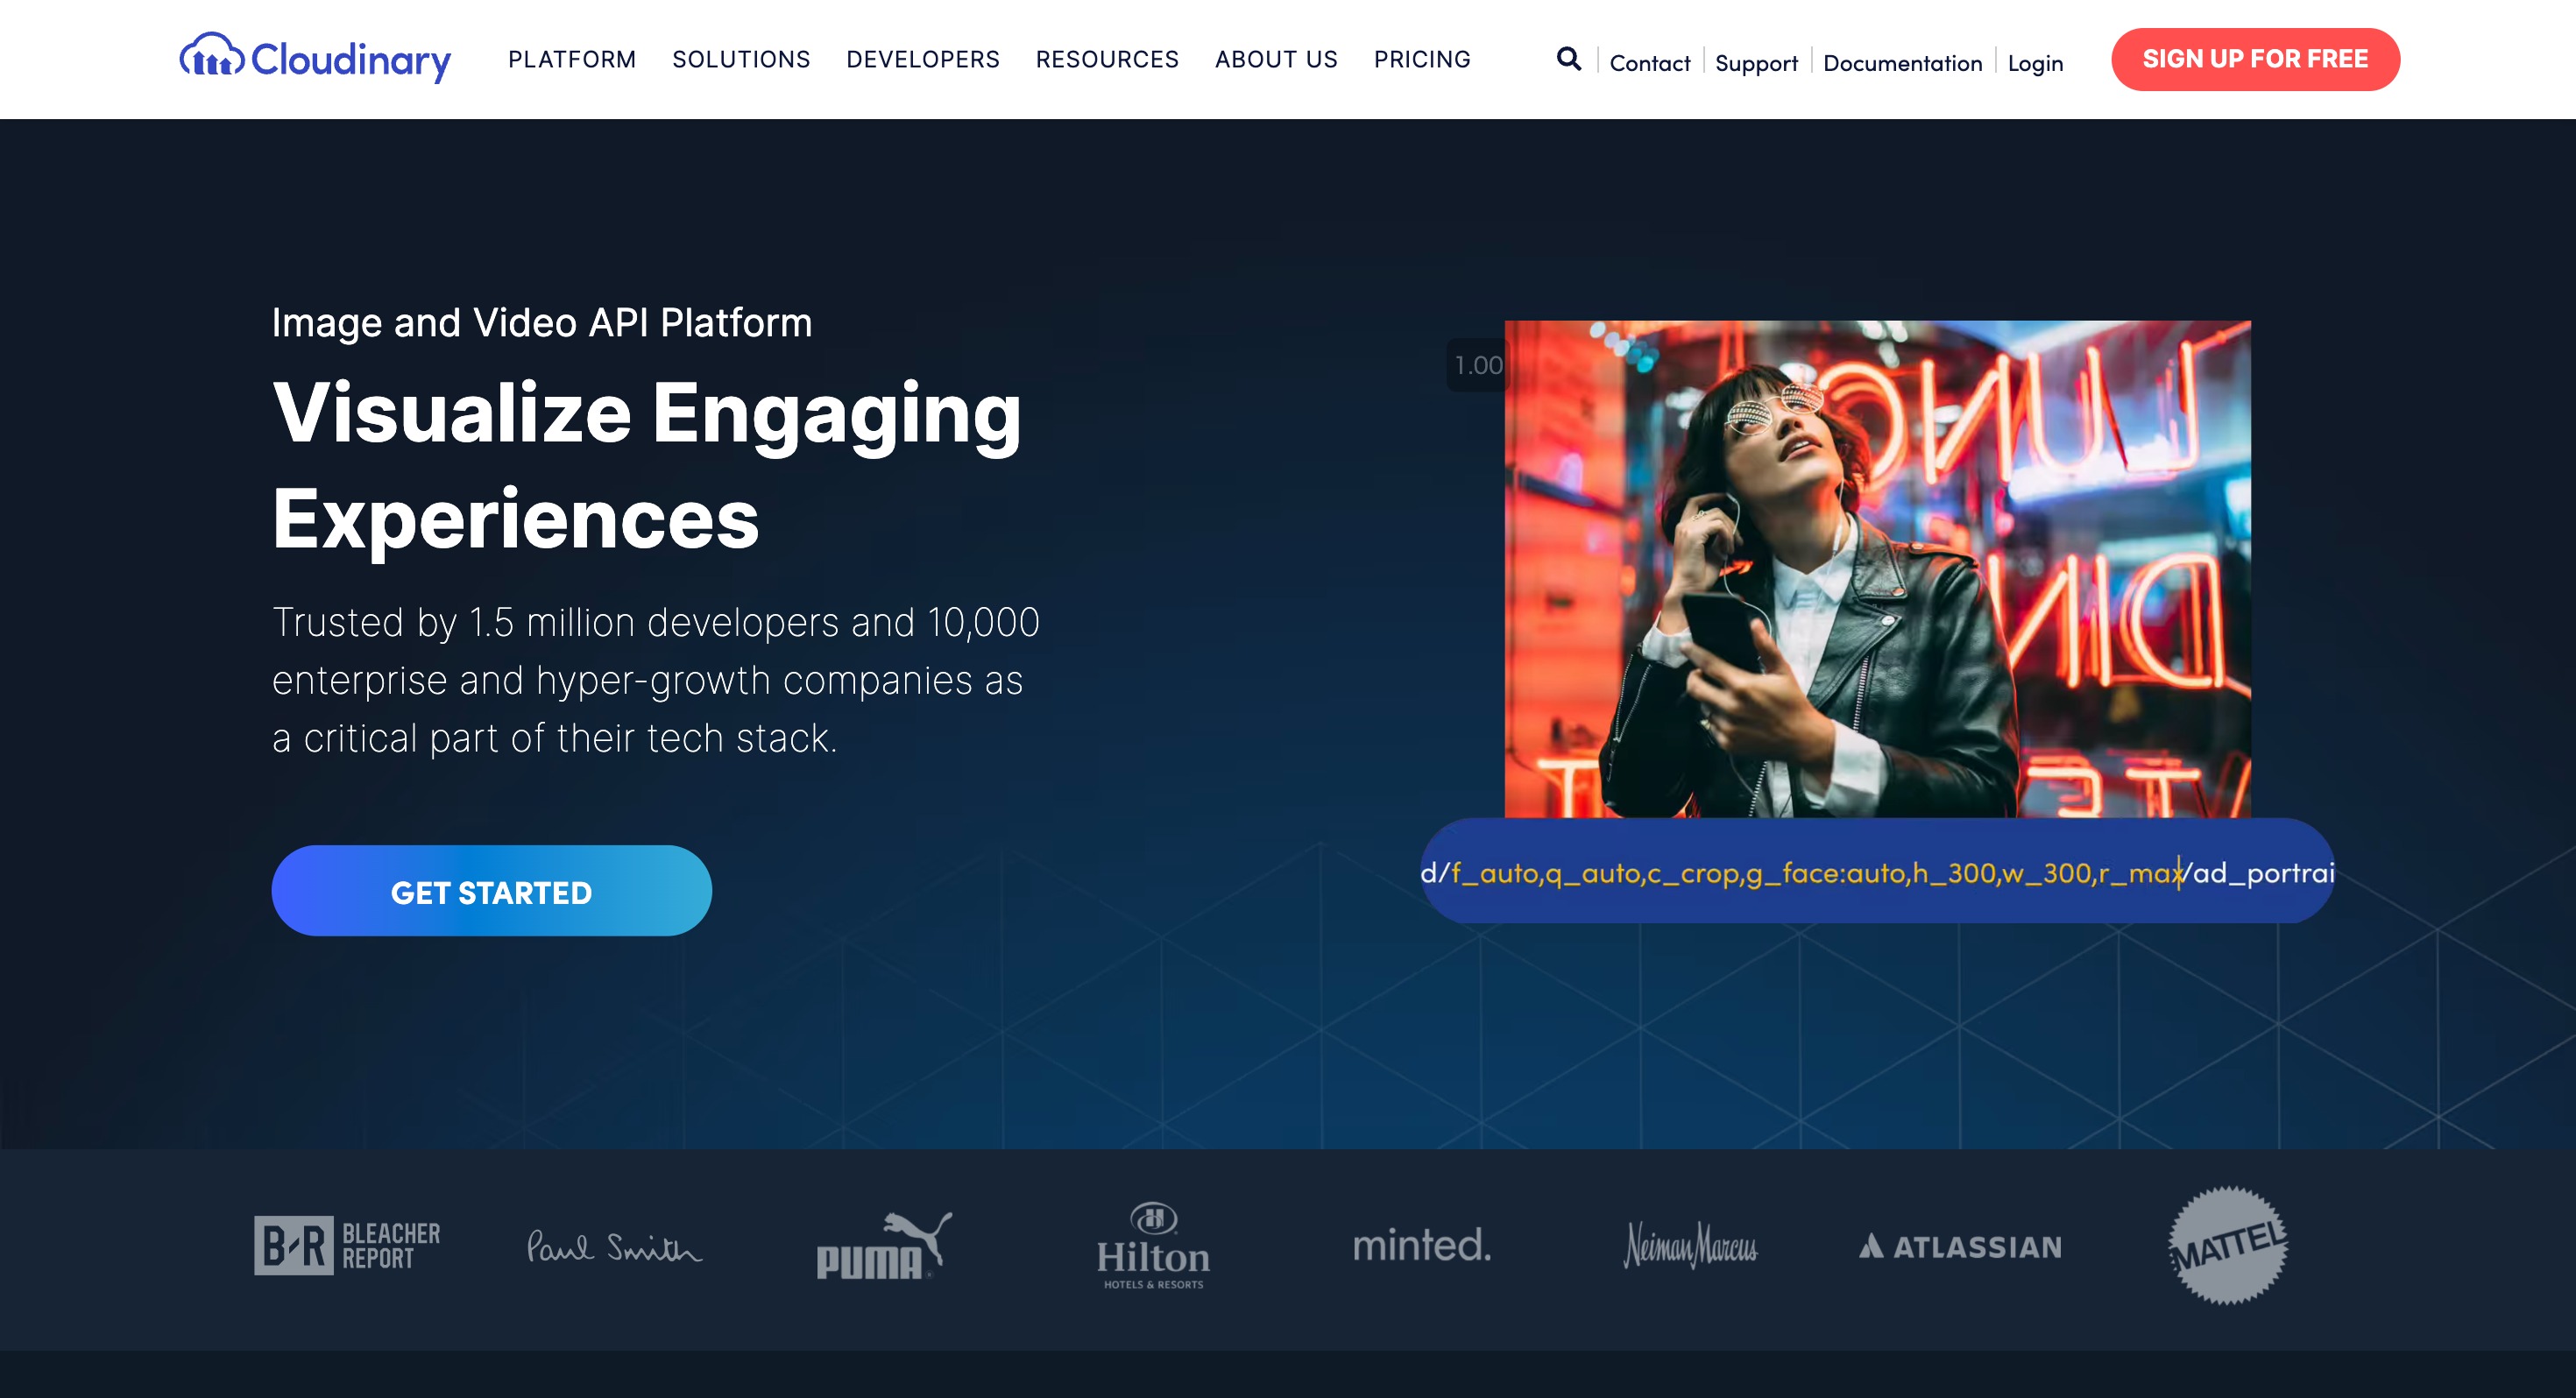 Cloudinary
PLATFORM
SOLUTIONS
DEVELOPERS
RESOURCES
ABOUT US
PRICING
Contact
Support
Documentation
Login
SIGN UP FOR FREE
Image and Video API Platform
Visualize Engaging
Experiences
Trusted by 1.5 million developers and 10,000
enterprise and hyper-growth companies as
a critical part of their tech stack.
GET STARTED
1.00
d/f_auto,q_auto,c_crop,g_face:auto,h_300,w_300,r_max/ad_portrai
B/R BLEACHER
REPORT
Paul Smith
PUMA
Hilton
HOTELS & RESORTS
minted.
Neiman Marcus
ATLASSIAN
MATTEL